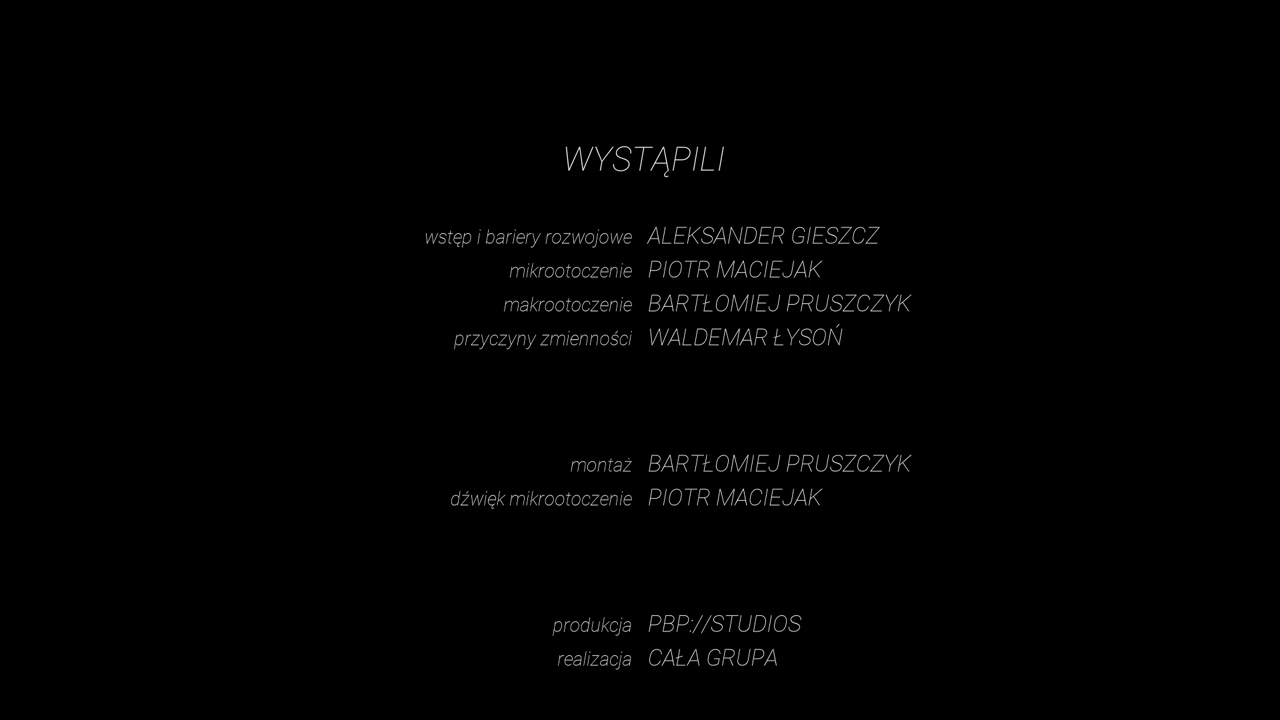 WYSTĄPILI
wstęp i bariery rozwojowe ALEKSANDER GIESZCZ
mikrootoczenie PIOTR MACIEJAK
makrootoczenie BARTŁOMIEJ PRUSZCZYK
przyczyny zmienności WALDEMAR ŁYSOŃ
montaż BARTŁOMIEJ PRUSZCZYK
dźwięk mikrootoczenie PIOTR MACIEJAK
produkcja PBP://STUDIOS
realizacja CAŁA GRUPA